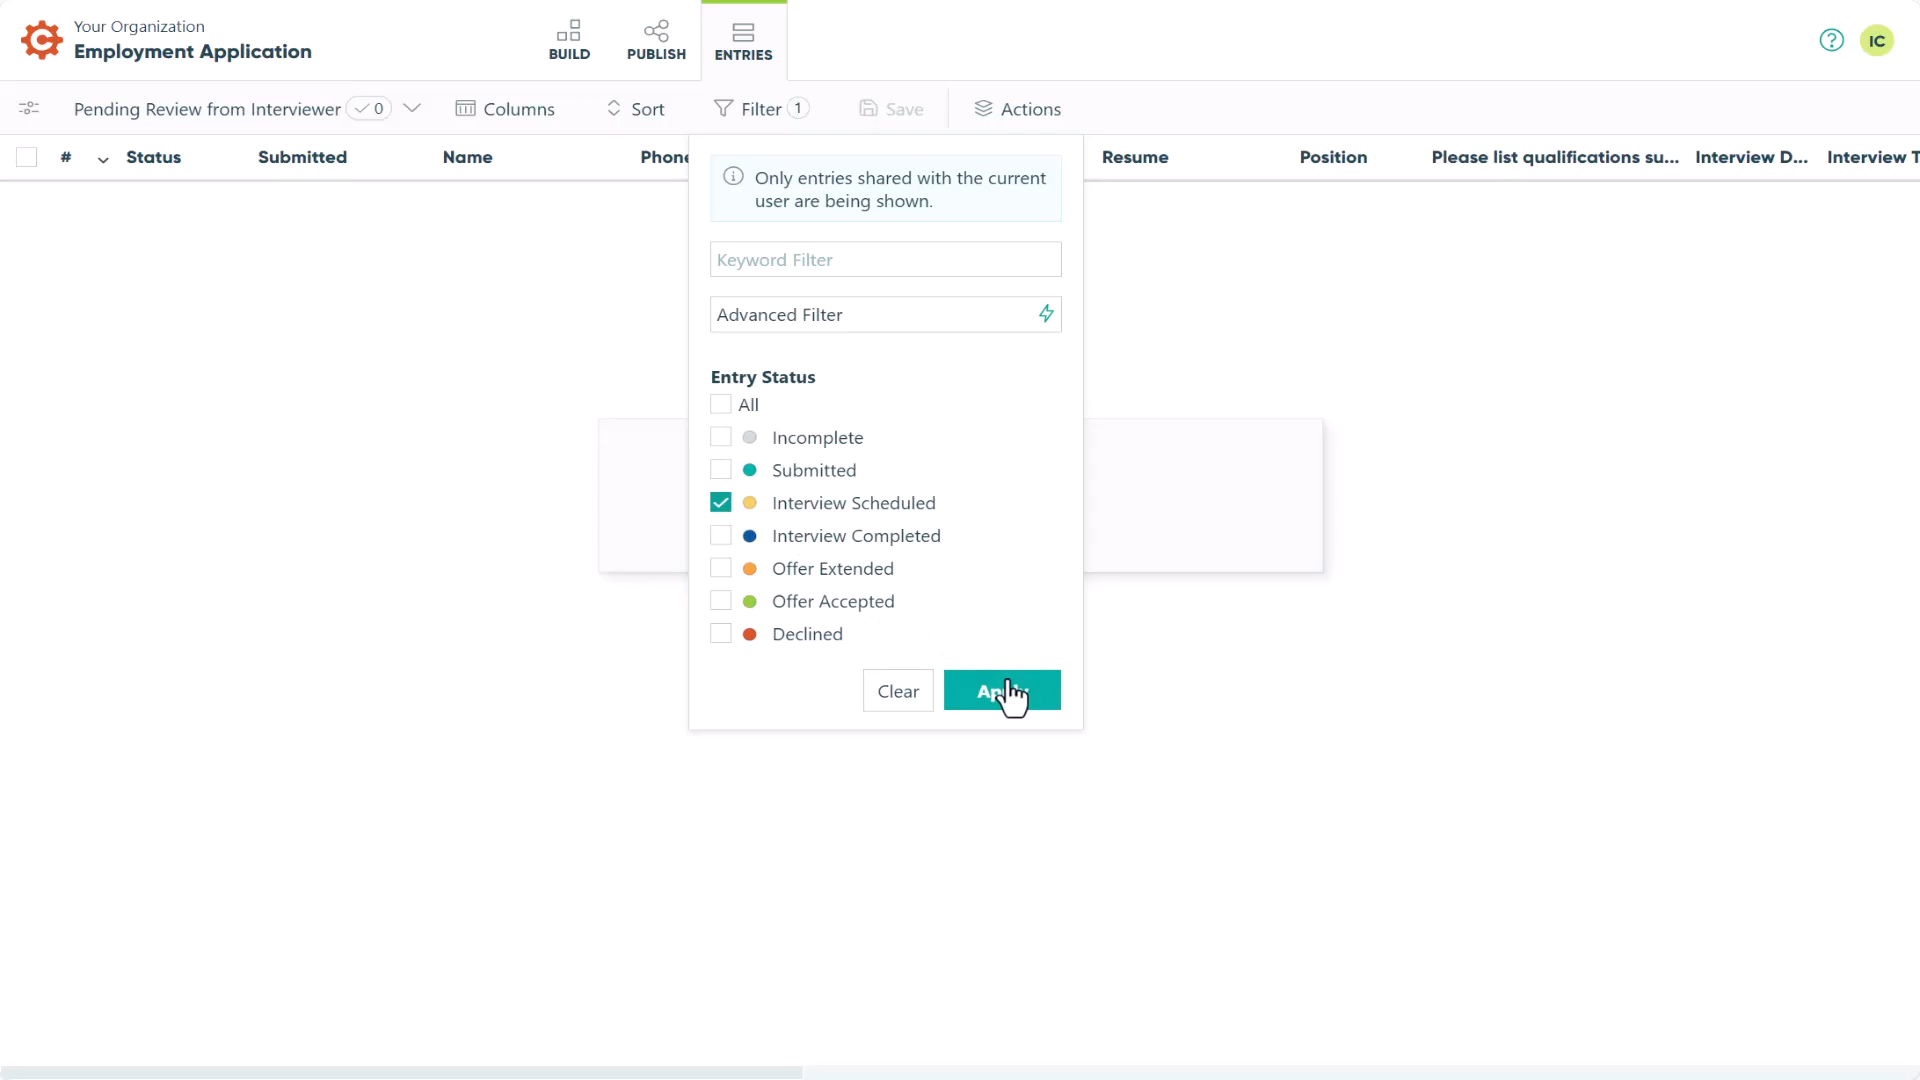 Your Organization
Employment Application
BUILD
PUBLISH
ENTRIES
?
IC
Pending Review from Interviewer 0
Columns
Sort
Filter 1
Save
Actions
# Status Submitted Name Phone Resume Position Please list qualifications su... Interview D... Interview T
Only entries shared with the current
user are being shown.
Keyword Filter
Advanced Filter
Entry Status
All
Incomplete
Submitted
Interview Scheduled
Interview Completed
Offer Extended
Offer Accepted
Declined
Clear